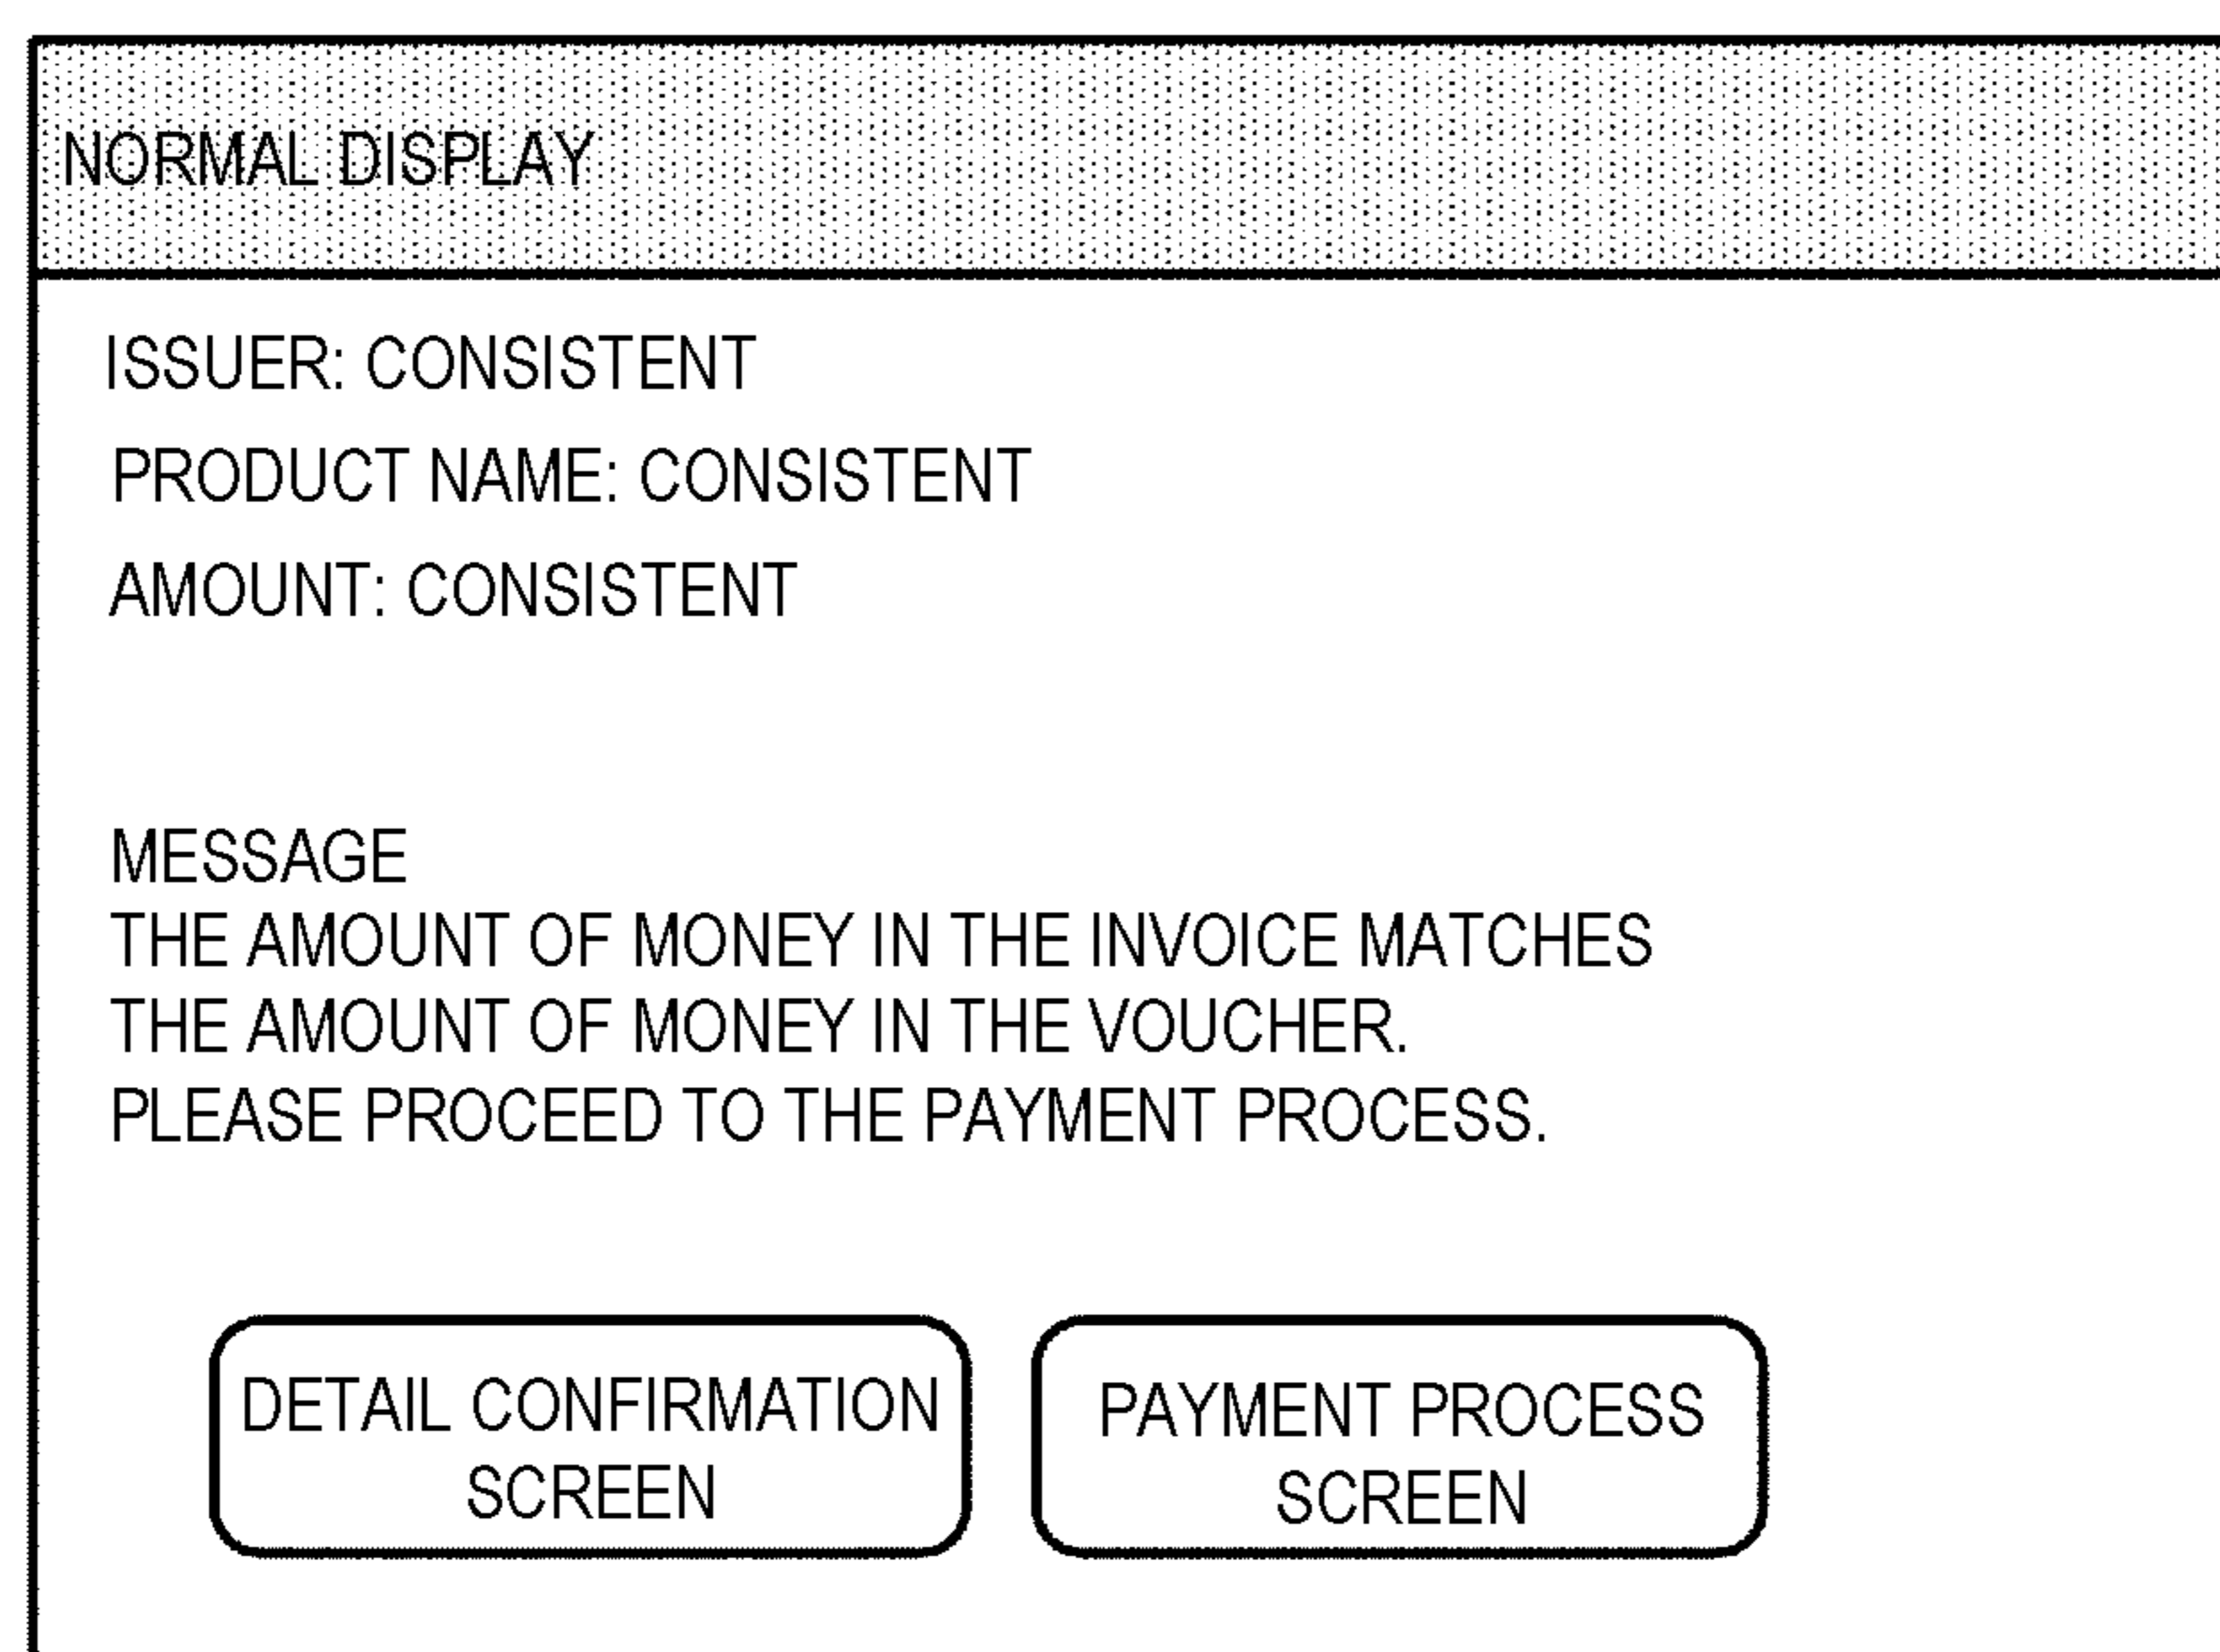 NORMAL DISPLAY
ISSUER: CONSISTENT
PRODUCT NAME: CONSISTENT
AMOUNT: CONSISTENT
MESSAGE
THE AMOUNT OF MONEY IN THE INVOICE MATCHES
THE AMOUNT OF MONEY IN THE VOUCHER.
PLEASE PROCEED TO THE PAYMENT PROCESS.
DETAIL CONFIRMATION
SCREEN
PAYMENT PROCESS
SCREEN